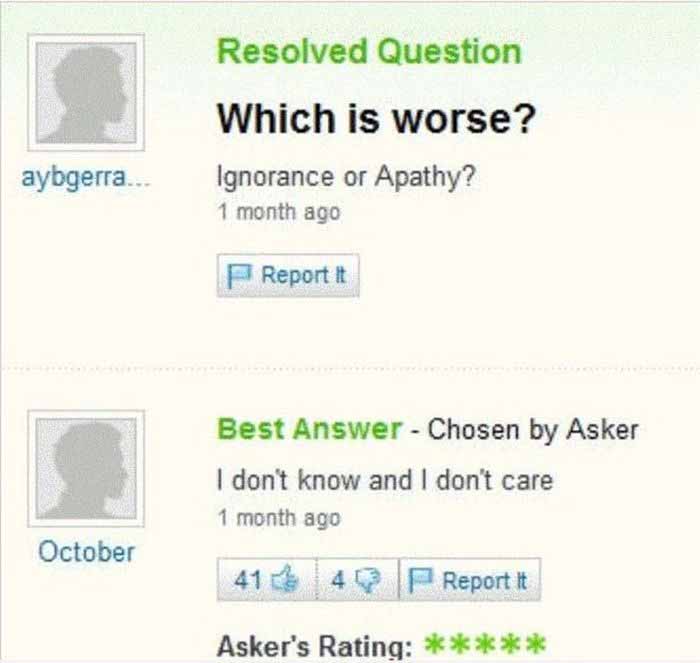 Resolved Question
Which is worse?
aybgerra...
Ignorance or Apathy?
1 month ago
Report It
Best Answer - Chosen by Asker
I don't know and I don't care
1 month ago
October
41 4 Report It
Asker's Rating: *****